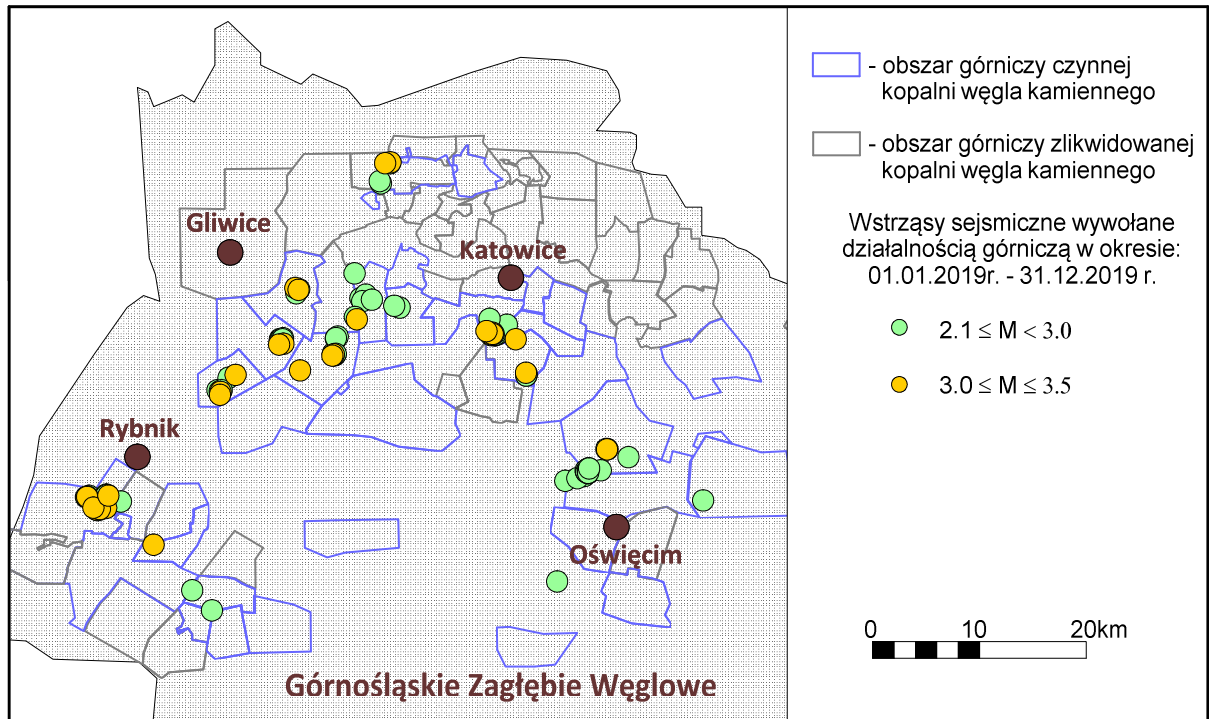 Gliwice
Katowice
Rybnik
Oświęcim
Górnośląskie Zagłębie Węglowe
- obszar górniczy czynnej
kopalni węgla kamiennego
- obszar górniczy zlikwidowanej
kopalni węgla kamiennego
Wstrząsy sejsmiczne wywołane
działalnością górniczą w okresie:
01.01.2019r. - 31.12.2019 r.
2.1 ≤ M < 3.0
3.0 ≤ M ≤ 3.5
0 10 20km